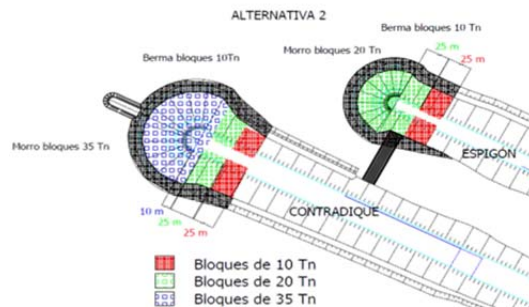 ALTERNATIVA 2
Berma bloques 10 Tn
Morro bloques 20 Tn
25 m
25 m
Berma bloques 10Tn
Morro bloques 35 Tn
ESPIGÓN
CONTRADIQUE
10 m
25 m
25 m
Bloques de 10 Tn
Bloques de 20 Tn
Bloques de 35 Tn